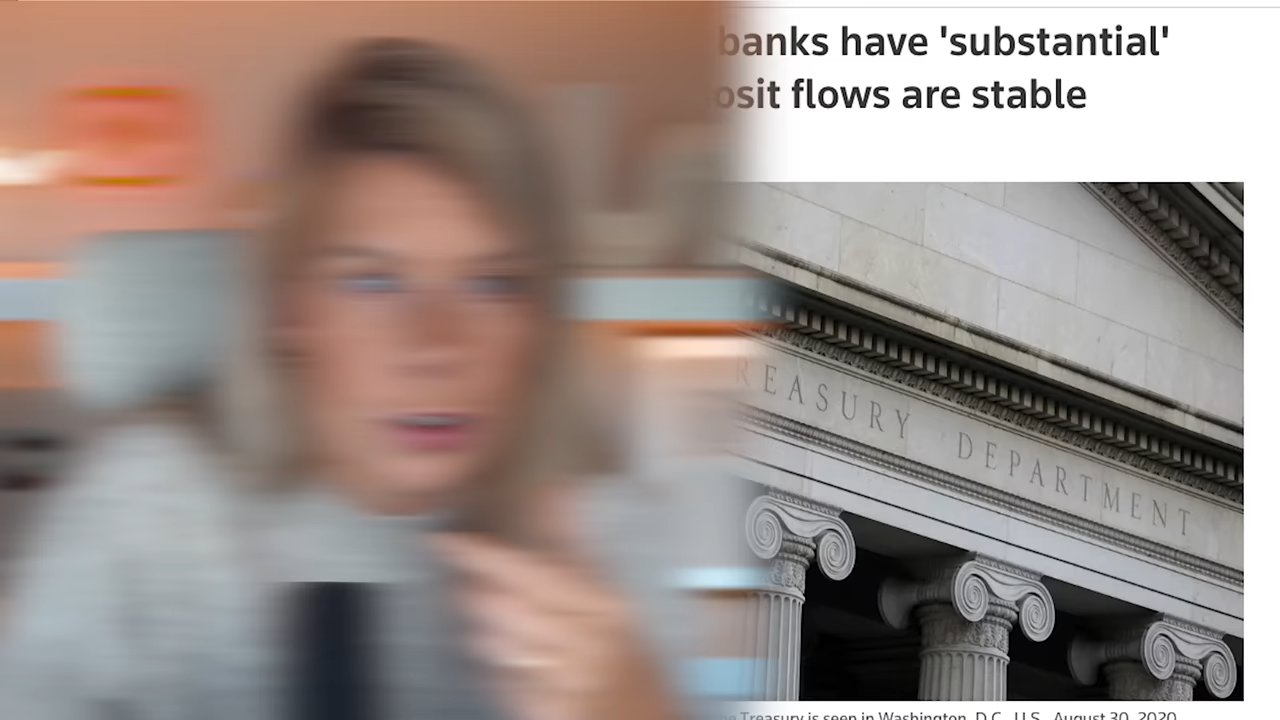 banks have 'substantial'
osit flows are stable
REASURY DEPARTMENT
Treasury is seen in Washington, D.C., U.S., August 30, 2020